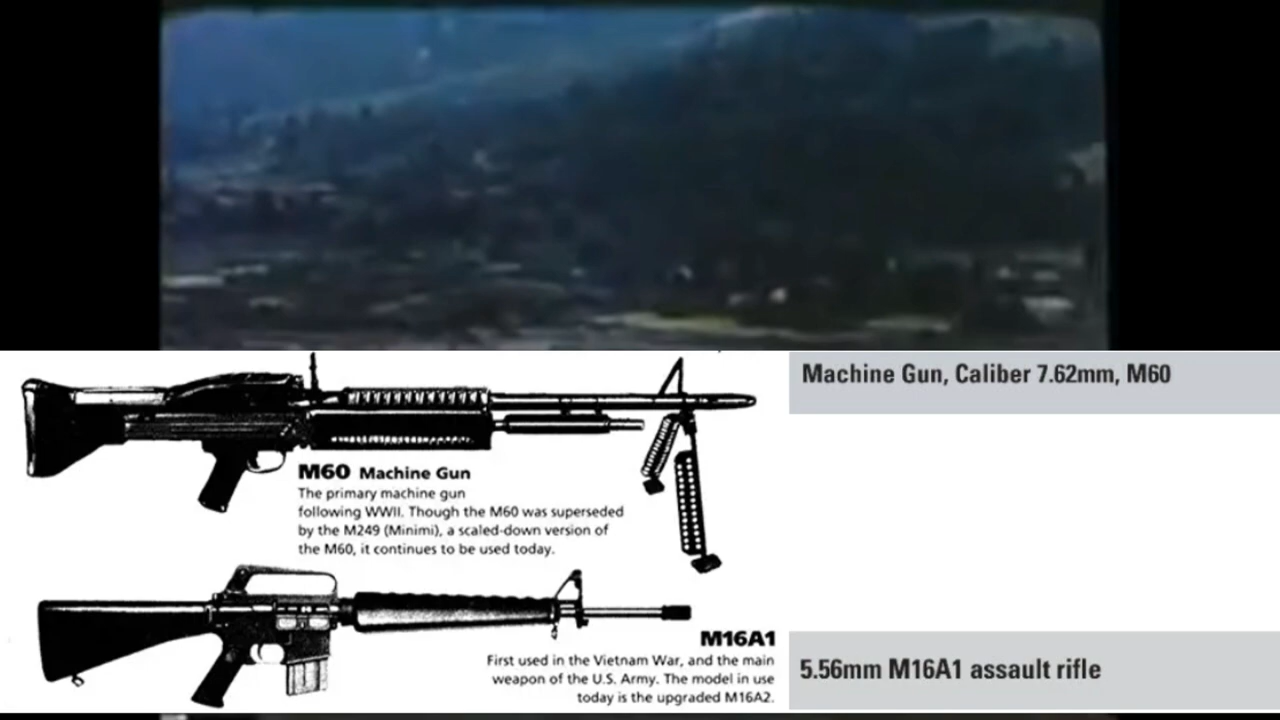 Machine Gun, Caliber 7.62mm, M60
M60 Machine Gun
The primary machine gun
following WWII. Though the M60 was superseded
by the M249 (Minimi), a scaled-down version of
the M60, it continues to be used today.
M16A1
First used in the Vietnam War, and the main
weapon of the U.S. Army. The model in use
today is the upgraded M16A2.
5.56mm M16A1 assault rifle